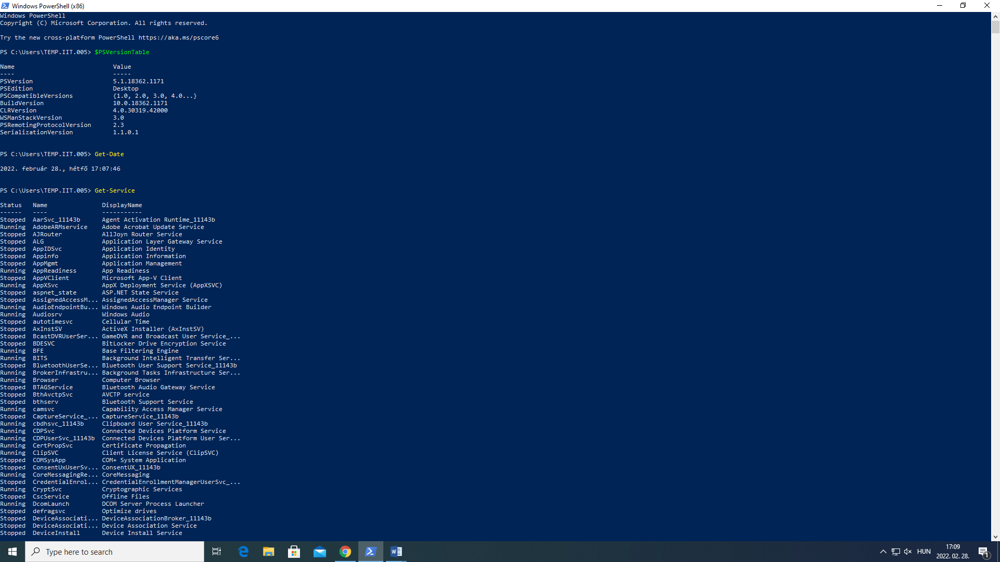 Windows PowerShell (x86)
Windows PowerShell
Copyright (C) Microsoft Corporation. All rights reserved.
Try the new cross-platform PowerShell https://aka.ms/pscore6
PS C:\Users\TEMP.IIT.005> $PSVersionTable
Name Value
---- -----
PSVersion 5.1.18362.1171
PSEdition Desktop
PSCompatibleVersions {1.0, 2.0, 3.0, 4.0...}
BuildVersion 10.0.18362.1171
CLRVersion 4.0.30319.42000
WSManStackVersion 3.0
PSRemotingProtocolVersion 2.3
SerializationVersion 1.1.0.1
PS C:\Users\TEMP.IIT.005> Get-Date
2022. február 28., hétfő 17:07:46
PS C:\Users\TEMP.IIT.005> Get-Service
Status Name DisplayName
------ ---- -----------
Stopped AarSvc_11143b Agent Activation Runtime_11143b
Running AdobeARMservice Adobe Acrobat Update Service
Stopped AJRouter AllJoyn Router Service
Stopped ALG Application Layer Gateway Service
Stopped AppIDSvc Application Identity
Stopped Appinfo Application Information
Stopped AppMgmt Application Management
Running AppReadiness App Readiness
Stopped AppVClient Microsoft App-V Client
Running AppXSvc AppX Deployment Service (AppXSVC)
Stopped aspnet_state ASP.NET State Service
Stopped AssignedAccessM... AssignedAccessManager Service
Running AudioEndpointBu... Windows Audio Endpoint Builder
Running Audiosrv Windows Audio
Stopped autotimesvc Cellular Time
Stopped AxInstSV ActiveX Installer (AxInstSV)
Stopped BcastDVRUserSer... GameDVR and Broadcast User Service_...
Stopped BDESVC BitLocker Drive Encryption Service
Running BFE Base Filtering Engine
Running BITS Background Intelligent Transfer Ser...
Stopped BluetoothUserSe... Bluetooth User Support Service_11143b
Running BrokerInfrastru... Background Tasks Infrastructure Ser...
Running Browser Computer Browser
Stopped BTAGService Bluetooth Audio Gateway Service
Stopped BthAvctpSvc AVCTP service
Stopped bthserv Bluetooth Support Service
Running camsvc Capability Access Manager Service
Stopped CaptureService_... CaptureService_11143b
Running cbdhsvc_11143b Clipboard User Service_11143b
Running CDPSvc Connected Devices Platform Service
Running CDPUserSvc_11143b Connected Devices Platform User Ser...
Running CertPropSvc Certificate Propagation
Running ClipSVC Client License Service (ClipSVC)
Stopped COMSysApp COM+ System Application
Stopped ConsentUxUserSv... ConsentUX_11143b
Running CoreMessagingRe... CoreMessaging
Stopped CredentialEnrol... CredentialEnrollmentManagerUserSvc_...
Running CryptSvc Cryptographic Services
Stopped CscService Offline Files
Running DcomLaunch DCOM Server Process Launcher
Stopped defragsvc Optimize drives
Stopped DeviceAssociati... DeviceAssociationBroker_11143b
Stopped DeviceAssociati... Device Association Service
Stopped DeviceInstall Device Install Service
Type here to search
HUN
17:09
2022. 02. 28.
1